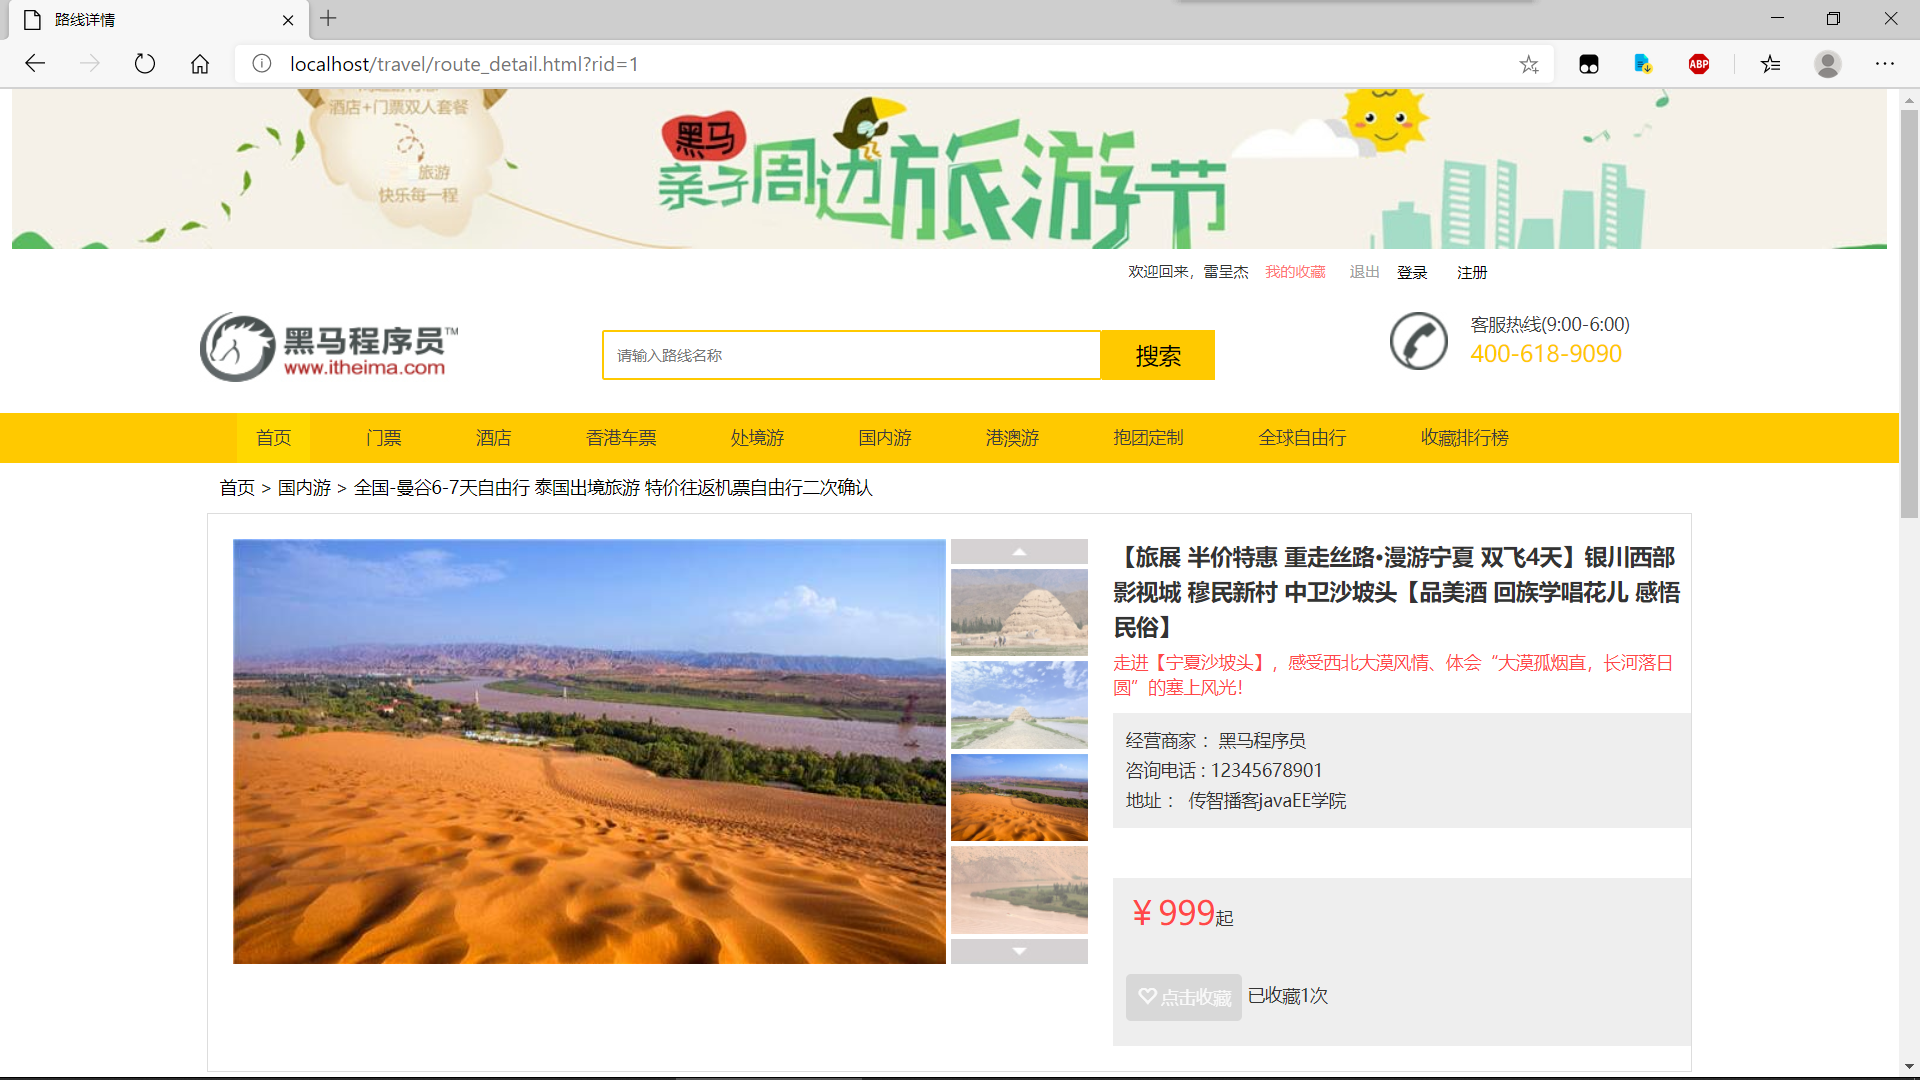 路线详情
localhost/travel/route_detail.html?rid=1
ABP
酒店+门票双人套餐
旅游
快乐每一程
黑马
亲子周边旅游节
欢迎回来，雷呈杰 我的收藏 退出 登录 注册
黑马程序员™
www.itheima.com
请输入路线名称
搜索
客服热线(9:00-6:00)
400-618-9090
首页 门票 酒店 香港车票 处境游 国内游 港澳游 抱团定制 全球自由行 收藏排行榜
首页 > 国内游 > 全国-曼谷6-7天自由行 泰国出境旅游 特价往返机票自由行二次确认
【旅展 半价特惠 重走丝路•漫游宁夏 双飞4天】银川西部
影视城 穆民新村 中卫沙坡头【品美酒 回族学唱花儿 感悟
民俗】
走进【宁夏沙坡头】，感受西北大漠风情、体会“大漠孤烟直，长河落日
圆”的塞上风光！
经营商家 ： 黑马程序员
咨询电话 : 12345678901
地址 ： 传智播客javaEE学院
￥999起
点击收藏 已收藏1次